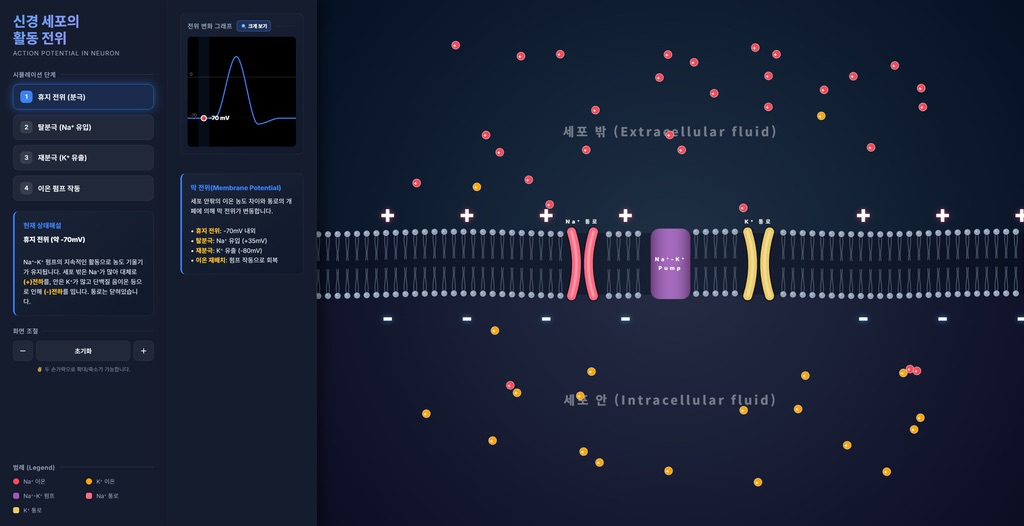 신경 세포의
활동 전위
ACTION POTENTIAL IN NEURON
시뮬레이션 단계
1 휴지 전위 (분극)
2 탈분극 (Na⁺ 유입)
3 재분극 (K⁺ 유출)
4 이온 펌프 작동
현재 상태해설
휴지 전위 (약 -70mV)
Na⁺-K⁺ 펌프의 지속적인 활동으로 농도 기울기
가 유지됩니다. 세포 밖은 Na⁺가 많아 대체로
(+)전하를, 안은 K⁺가 많고 단백질 음이온 등으
로 인해 (-)전하를 띱니다. 통로는 닫혀있습니
다.
화면 조절
− 초기화 +
두 손가락으로 확대/축소가 가능합니다.
범례 (Legend)
Na⁺ 이온 K⁺ 이온
Na⁺-K⁺ 펌프 Na⁺ 통로
K⁺ 통로
전위 변화 그래프 크게 보기
0
-70 mV
막 전위(Membrane Potential)
세포 안팎의 이온 농도 차이와 통로의 개
폐에 의해 막 전위가 변동합니다.
• 휴지 전위: -70mV 내외
• 탈분극: Na⁺ 유입 (+35mV)
• 재분극: K⁺ 유출 (-80mV)
• 이온 재배치: 펌프 작동으로 회복
세포 밖 (Extracellular fluid)
+ + + + + +
Na⁺ 통로 K⁺ 통로
Na⁺-K⁺
Pump
− − − − − − −
세포 안 (Intracellular fluid)